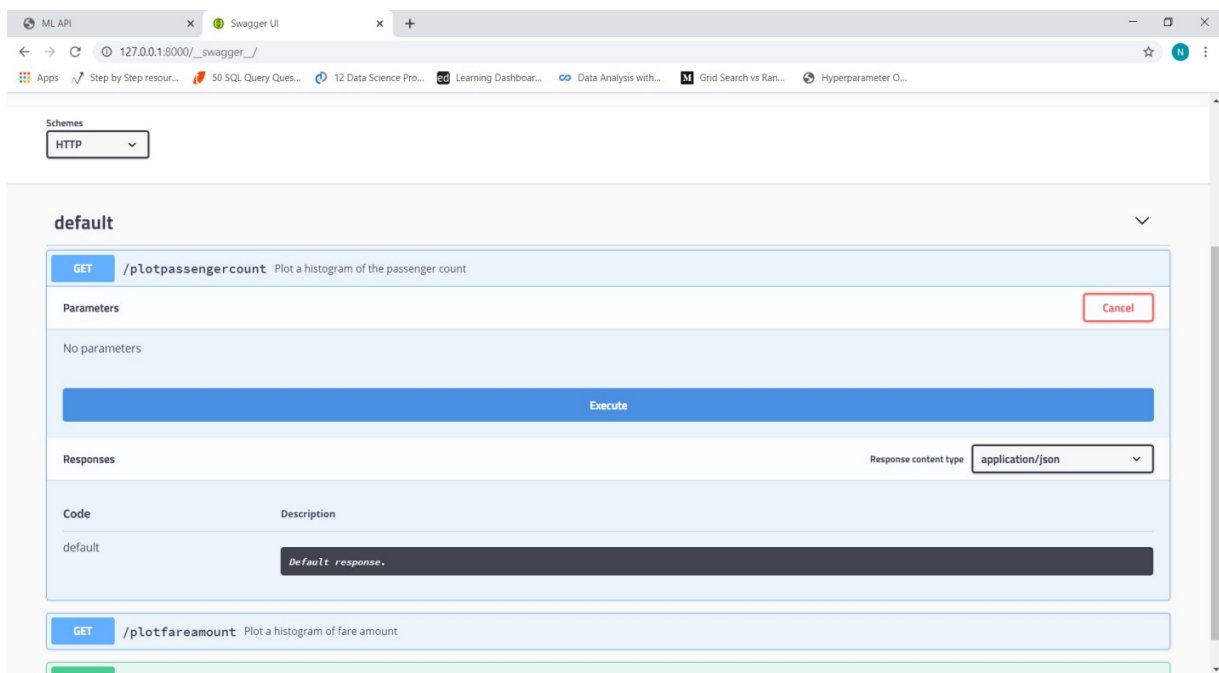 ML API
Swagger UI
127.0.0.1:8000/__swagger__/
N
Apps Step by Step resour... 50 SQL Query Ques... 12 Data Science Pro... ed Learning Dashboar... Data Analysis with... M Grid Search vs Ran... Hyperparameter O...
Schemes
HTTP
default
GET /plotpassengercount Plot a histogram of the passenger count
Parameters Cancel
No parameters
Execute
Responses Response content type application/json
Code Description
default Default response.
GET /plotfareamount Plot a histogram of fare amount